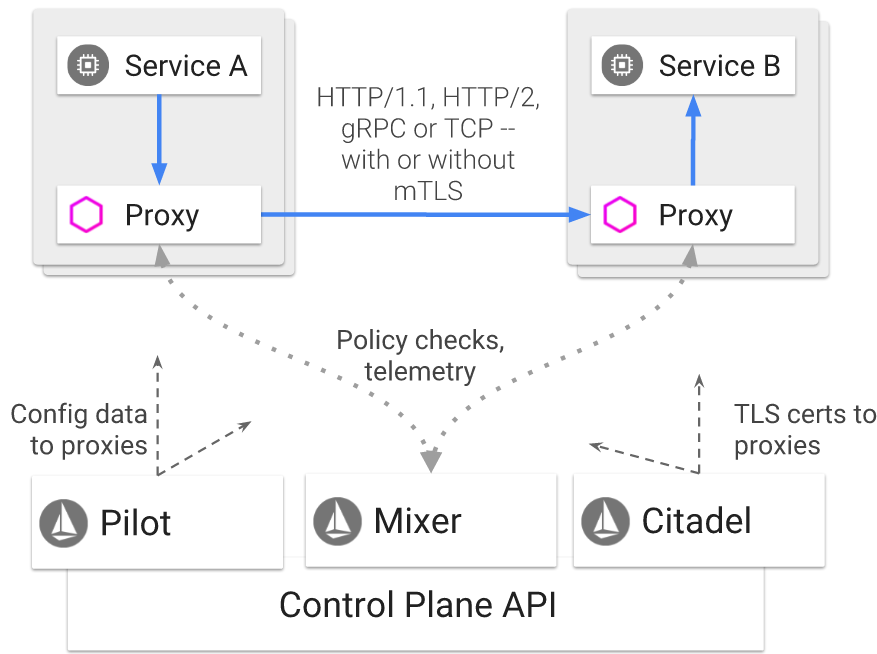 Service A
Service B
HTTP/1.1, HTTP/2,
gRPC or TCP --
with or without
mTLS
Proxy
Proxy
Policy checks,
telemetry
Config data
to proxies
TLS certs to
proxies
Pilot
Mixer
Citadel
Control Plane API